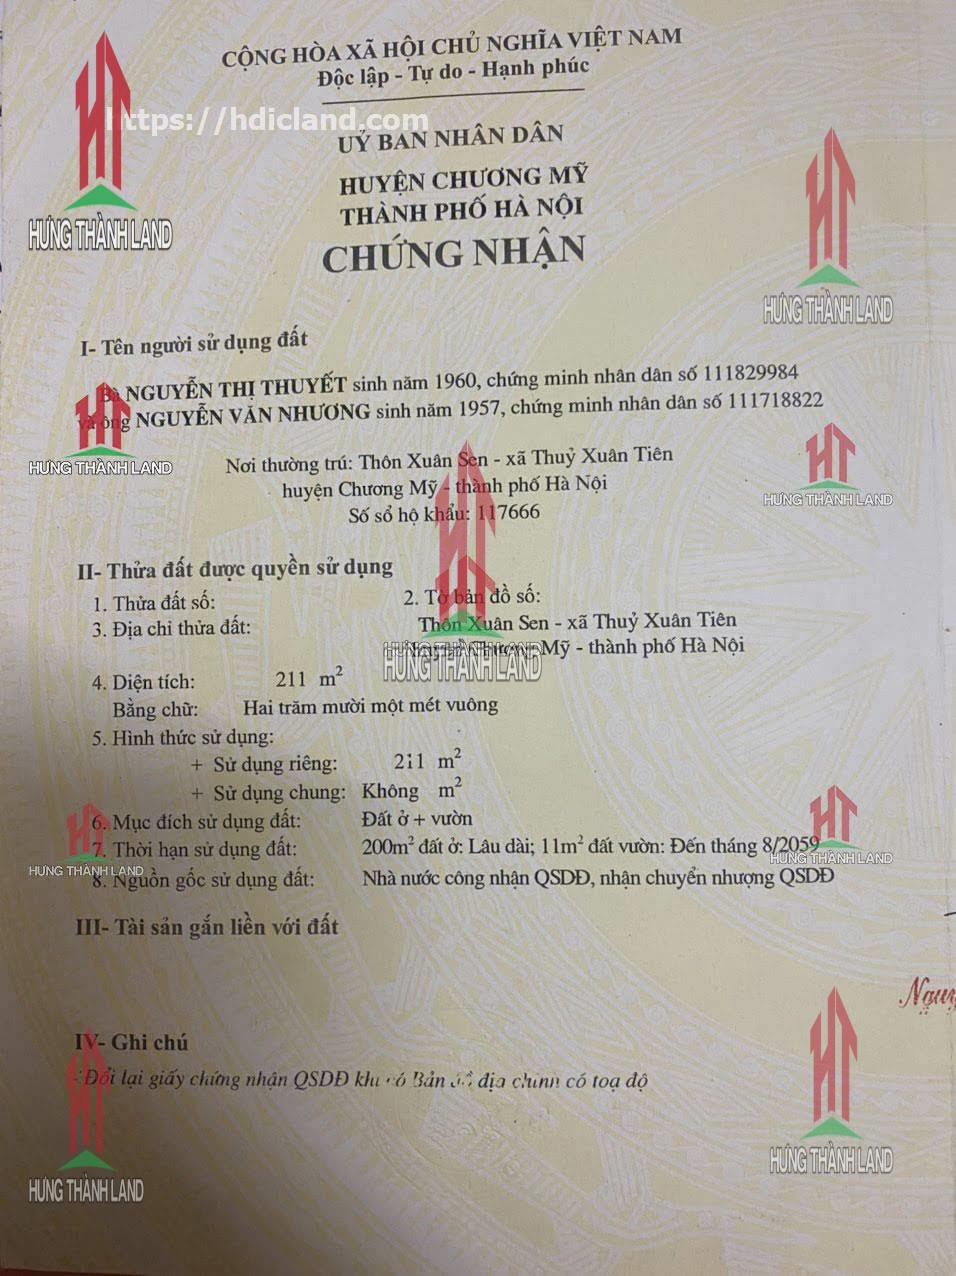 CỘNG HÒA XÃ HỘI CHỦ NGHĨA VIỆT NAM
Độc lập - Tự do - Hạnh phúc
https://hdicland.com
UỶ BAN NHÂN DÂN
HUYỆN CHƯƠNG MỸ
THÀNH PHỐ HÀ NỘI
CHỨNG NHẬN
HƯNG THÀNH LAND
HƯNG THÀNH LAND
I- Tên người sử dụng đất
Bà NGUYỄN THỊ THUYẾT sinh năm 1960, chứng minh nhân dân số 111829984
và ông NGUYỄN VĂN NHƯƠNG sinh năm 1957, chứng minh nhân dân số 111718822
HƯNG THÀNH LAND
Nơi thường trú: Thôn Xuân Sen - xã Thuỷ Xuân Tiên
huyện Chương Mỹ - thành phố Hà Nội
HƯNG THÀNH LAND
Số sổ hộ khẩu: 117666
II- Thửa đất được quyền sử dụng
1. Thửa đất số: 2. Tờ bản đồ số:
3. Địa chỉ thửa đất: Thôn Xuân Sen - xã Thuỷ Xuân Tiên
Chương Mỹ - thành phố Hà Nội
HƯNG THÀNH LAND
4. Diện tích: 211 m²
Bằng chữ: Hai trăm mười một mét vuông
5. Hình thức sử dụng:
+ Sử dụng riêng: 211 m²
+ Sử dụng chung: Không m²
6. Mục đích sử dụng đất: Đất ở + vườn
7. Thời hạn sử dụng đất: 200m² đất ở: Lâu dài; 11m² đất vườn: Đến tháng 8/2059
HƯNG THÀNH LAND
HƯNG THÀNH LAND
8. Nguồn gốc sử dụng đất: Nhà nước công nhận QSDĐ, nhận chuyển nhượng QSDĐ
III- Tài sản gắn liền với đất
IV- Ghi chú
Đổi lại giấy chứng nhận QSDĐ khi có Bản đồ địa chính có toạ độ
HƯNG THÀNH LAND
HƯNG THÀNH LAND